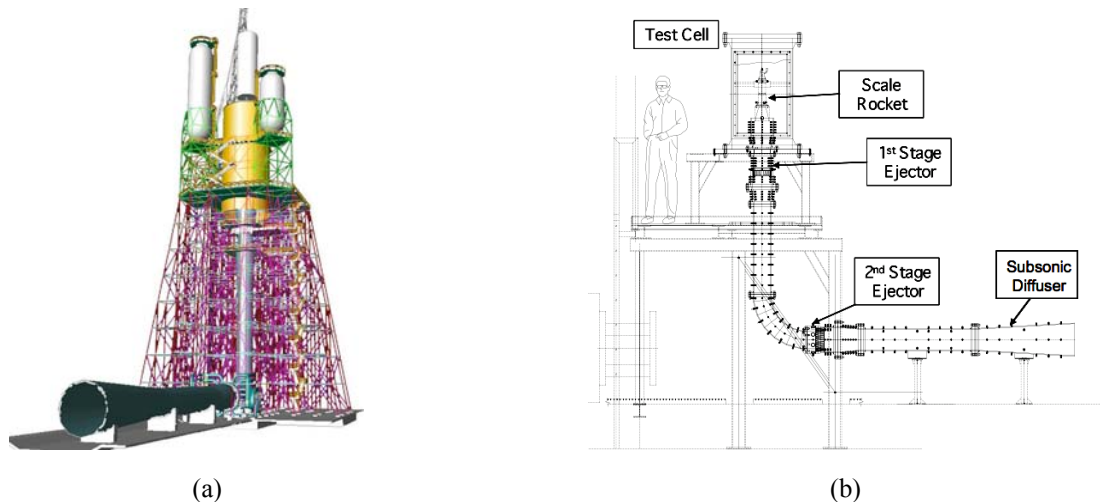 Test Cell
Scale
Rocket
1st Stage
Ejector
2nd Stage
Ejector
Subsonic
Diffuser
(a)
(b)